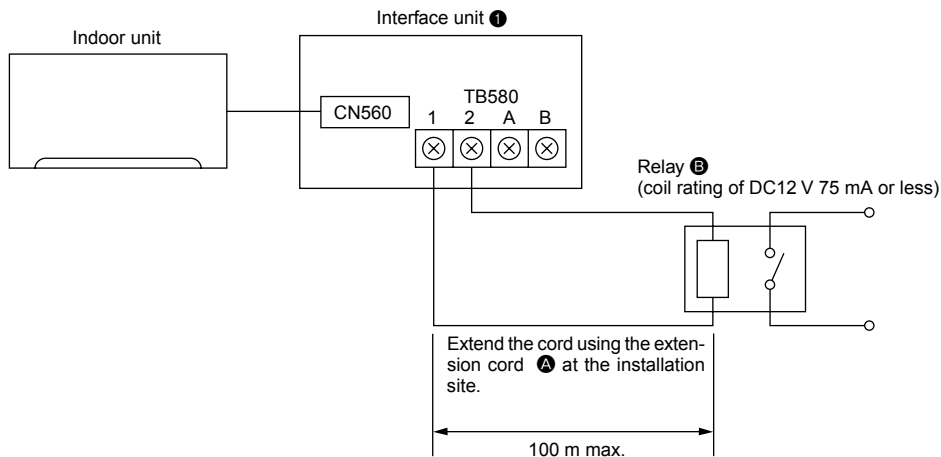 Interface unit ❶
Indoor unit
CN560
TB580
1 2 A B
Relay Ⓑ
(coil rating of DC12 V 75 mA or less)
Extend the cord using the exten-
sion cord Ⓐ at the installation
site.
100 m max.